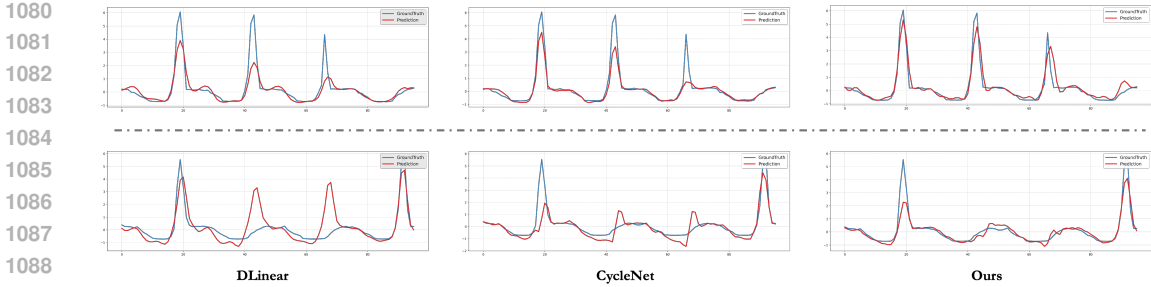 1080
1081
1082
1083
1084
1085
1086
1087
1088
GroundTruth
Prediction
GroundTruth
Prediction
GroundTruth
Prediction
GroundTruth
Prediction
GroundTruth
Prediction
GroundTruth
Prediction
DLinear
CycleNet
Ours